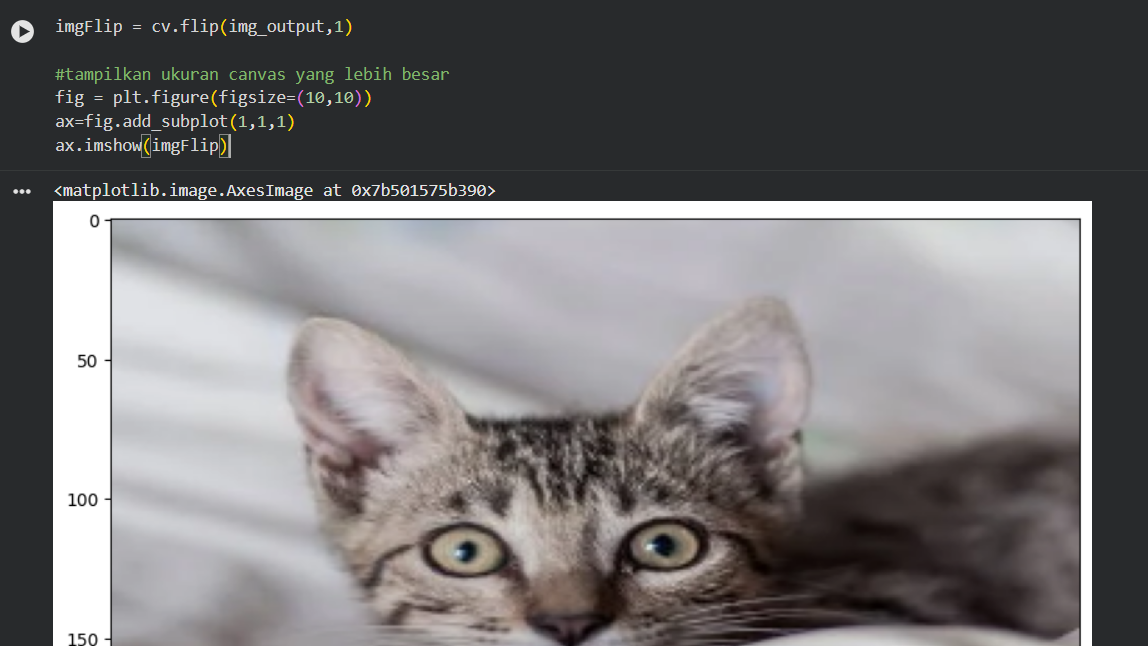 imgFlip = cv.flip(img_output,1)
#tampilkan ukuran canvas yang lebih besar
fig = plt.figure(figsize=(10,10))
ax=fig.add_subplot(1,1,1)
ax.imshow(imgFlip)
<matplotlib.image.AxesImage at 0x7b501575b390>
0
50
100
150